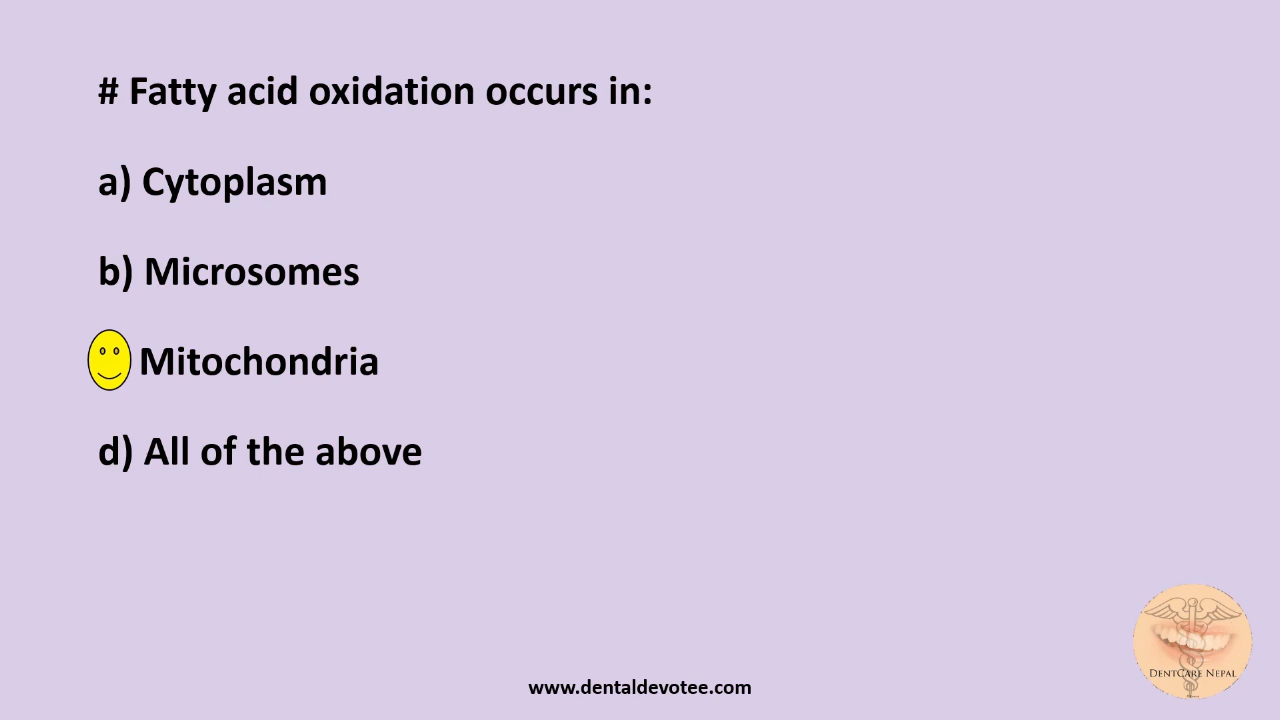 # Fatty acid oxidation occurs in:
a) Cytoplasm
b) Microsomes
Mitochondria
d) All of the above
DentCare Nepal
www.dentaldevotee.com